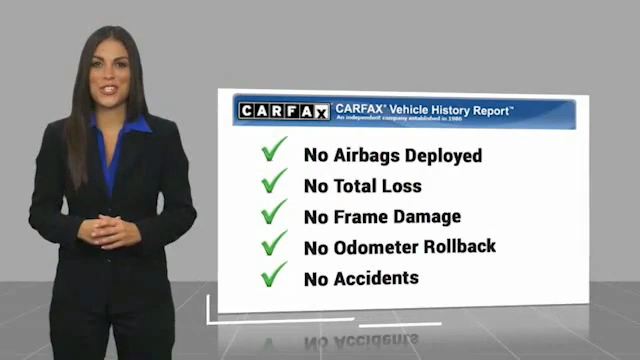 CARFAX CARFAX® Vehicle History Report™
An independent company established in 1986
No Airbags Deployed
No Total Loss
No Frame Damage
No Odometer Rollback
No Accidents